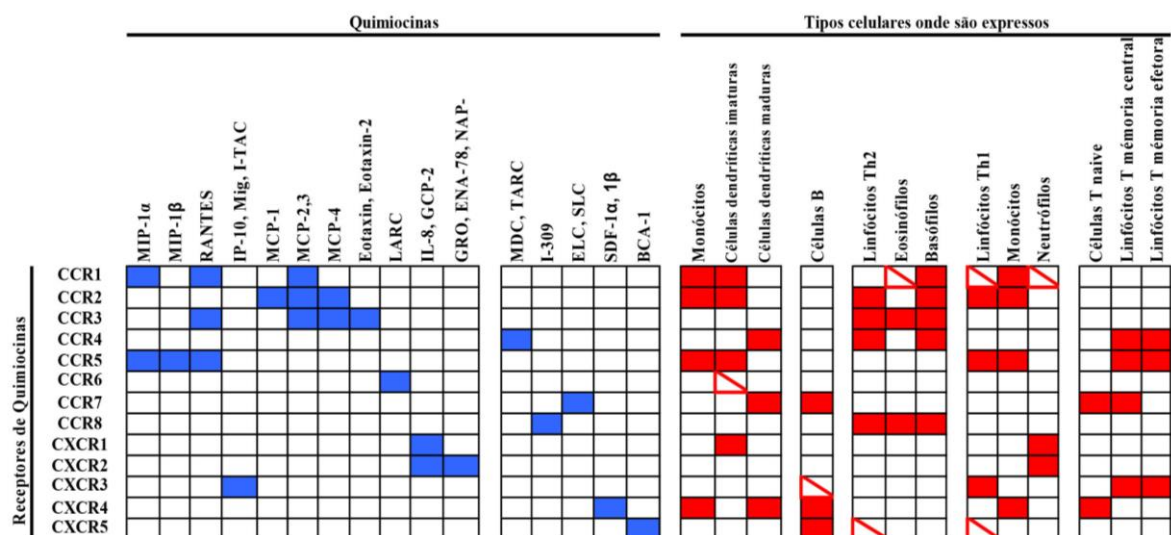 Quimiocinas
Tipos celulares onde são expressos
MIP-1α
MIP-1β
RANTES
IP-10, Mig, I-TAC
MCP-1
MCP-2,3
MCP-4
Eotaxin, Eotaxin-2
LARC
IL-8, GCP-2
GRO, ENA-78, NAP-
MDC, TARC
I-309
ELC, SLC
SDF-1α, 1β
BCA-1
Monócitos
Células dendríticas imaturas
Células dendríticas maduras
Células B
Linfócitos Th2
Eosinófilos
Basófilos
Linfócitos Th1
Monócitos
Neutrófilos
Células T naive
Linfócitos T mémoria central
Linfócitos T mémoria efetora
Receptores de Quimiocinas
CCR1
CCR2
CCR3
CCR4
CCR5
CCR6
CCR7
CCR8
CXCR1
CXCR2
CXCR3
CXCR4
CXCR5